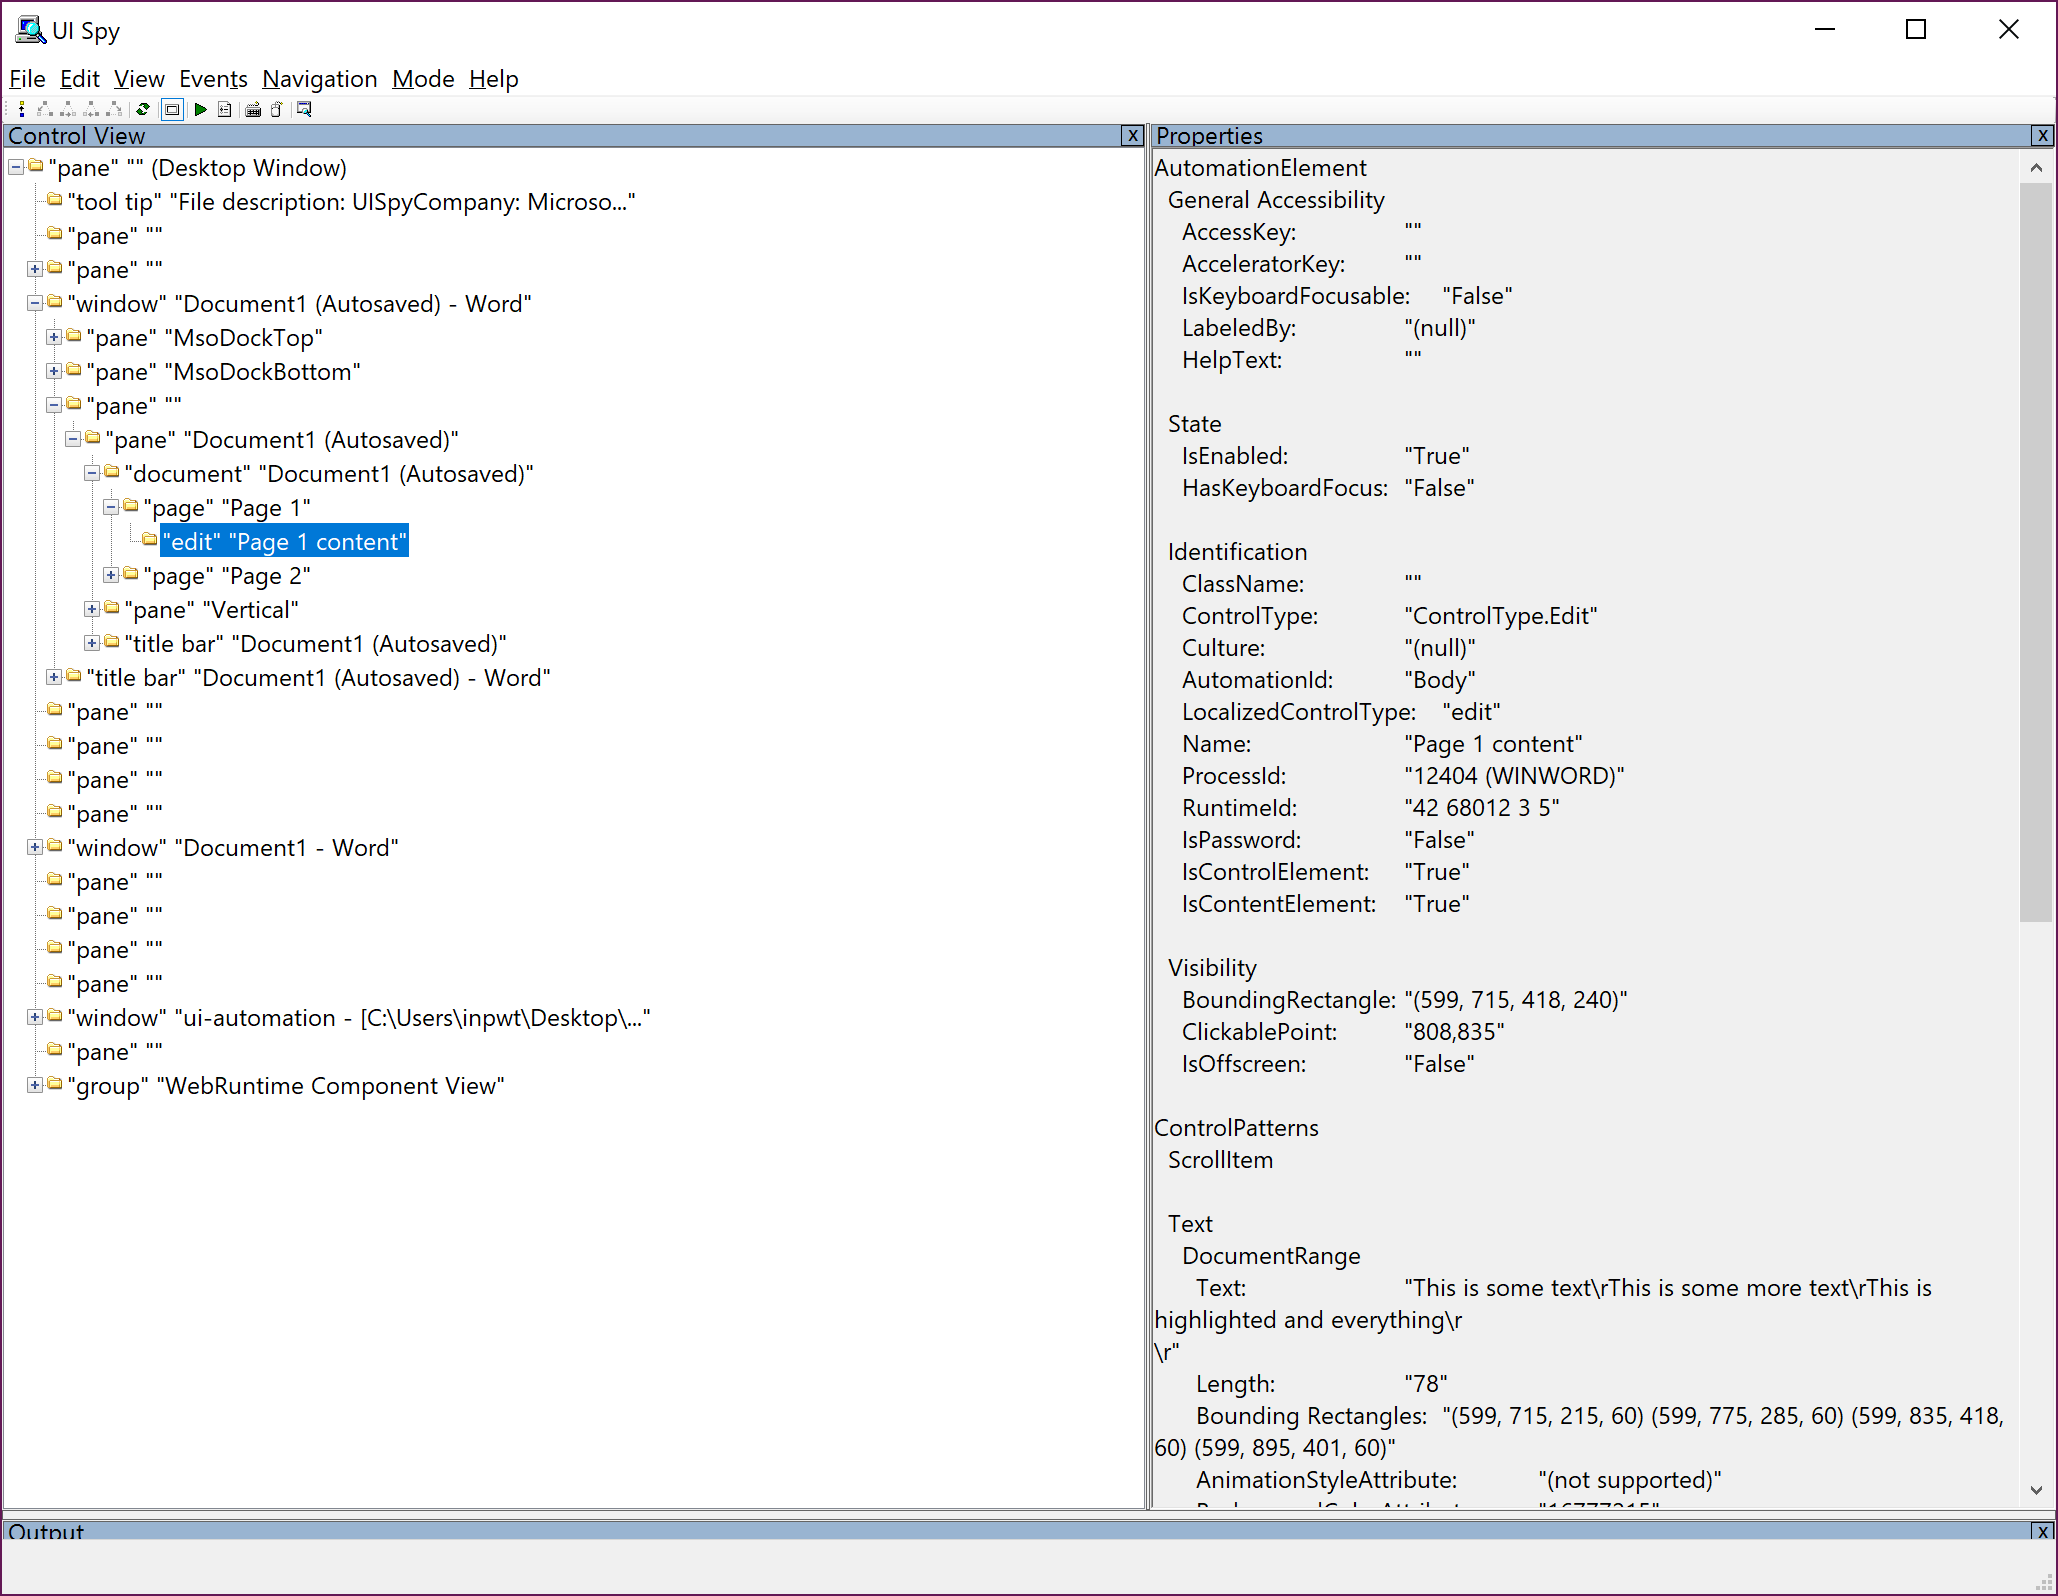 UI Spy
File Edit View Events Navigation Mode Help
Control View X
"pane" "" (Desktop Window)
"tool tip" "File description: UISpyCompany: Microso..."
"pane" ""
"pane" ""
"window" "Document1 (Autosaved) - Word"
"pane" "MsoDockTop"
"pane" "MsoDockBottom"
"pane" ""
"pane" "Document1 (Autosaved)"
"document" "Document1 (Autosaved)"
"page" "Page 1"
"edit" "Page 1 content"
"page" "Page 2"
"pane" "Vertical"
"title bar" "Document1 (Autosaved)"
"title bar" "Document1 (Autosaved) - Word"
"pane" ""
"pane" ""
"pane" ""
"pane" ""
"window" "Document1 - Word"
"pane" ""
"pane" ""
"pane" ""
"pane" ""
"window" "ui-automation - [C:\Users\inpwt\Desktop\..."
"pane" ""
"group" "WebRuntime Component View"
Properties X
AutomationElement
General Accessibility
AccessKey: ""
AcceleratorKey: ""
IsKeyboardFocusable: "False"
LabeledBy: "(null)"
HelpText: ""
State
IsEnabled: "True"
HasKeyboardFocus: "False"
Identification
ClassName: ""
ControlType: "ControlType.Edit"
Culture: "(null)"
AutomationId: "Body"
LocalizedControlType: "edit"
Name: "Page 1 content"
ProcessId: "12404 (WINWORD)"
RuntimeId: "42 68012 3 5"
IsPassword: "False"
IsControlElement: "True"
IsContentElement: "True"
Visibility
BoundingRectangle: "(599, 715, 418, 240)"
ClickablePoint: "808,835"
IsOffscreen: "False"
ControlPatterns
ScrollItem
Text
DocumentRange
Text: "This is some text\rThis is some more text\rThis is
highlighted and everything\r
\r"
Length: "78"
Bounding Rectangles: "(599, 715, 215, 60) (599, 775, 285, 60) (599, 835, 418,
60) (599, 895, 401, 60)"
AnimationStyleAttribute: "(not supported)"
Output X